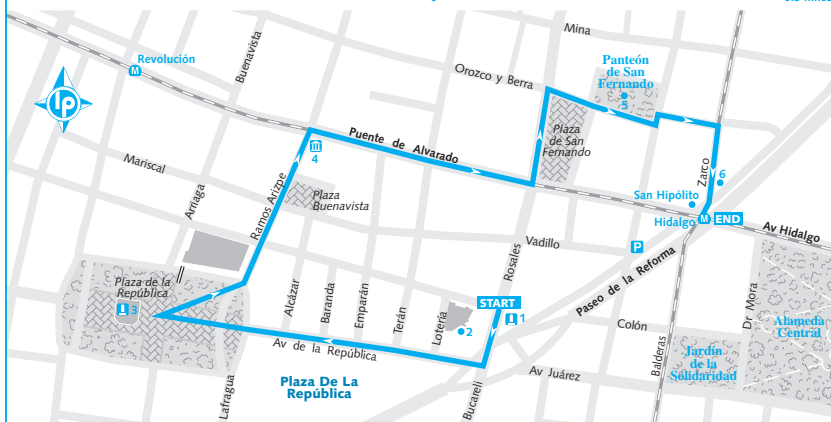 Mina
Revolución
M
Buenavista
Orozco y Berra
Panteón
de San
Fernando
5
lp
Puente de Alvarado
Plaza
de San
Fernando
4
Mariscal
Arriaga
Ramos Arizpe
Plaza
Buenavista
Zarco
6
San Hipólito
Hidalgo
M
END
Av Hidalgo
Vadillo
P
Rosales
Paseo de la Reforma
Plaza de la
República
3
Alcázar
Baranda
Emparán
Terán
Lotería
START
1
2
Colón
Dr Mora
Alameda
Central
Av de la República
Balderas
Jardín
de la
Solidaridad
Lafragua
Plaza De La
República
Bucareli
Av Juárez